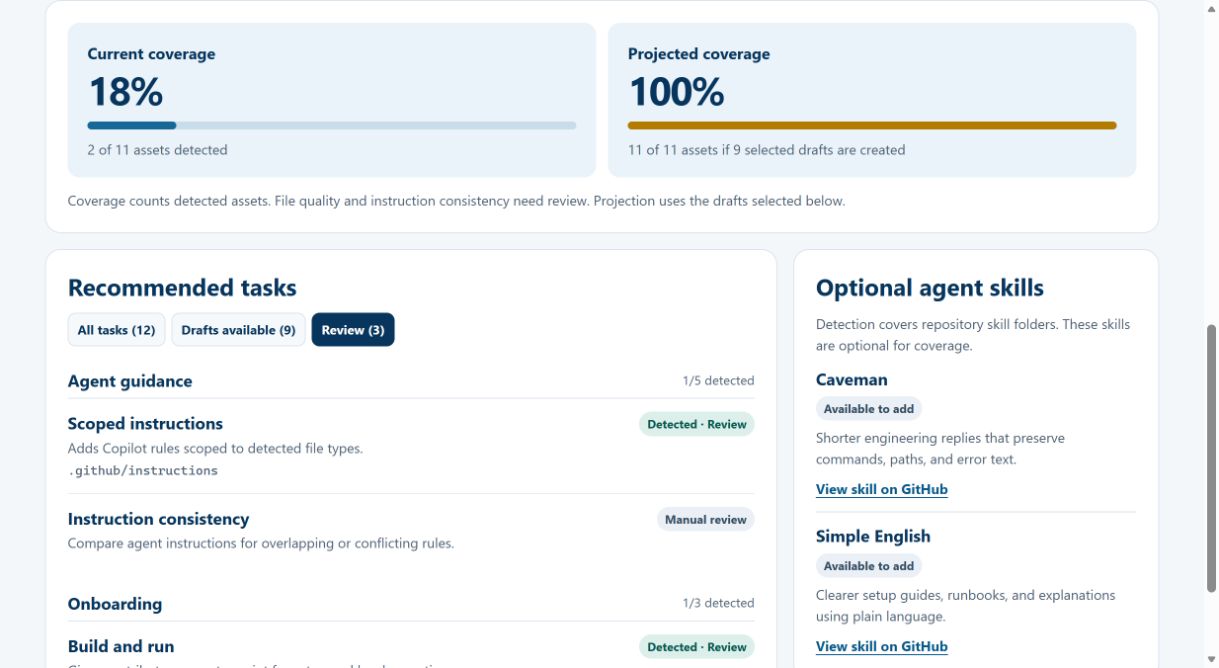 Current coverage
18%
2 of 11 assets detected
Projected coverage
100%
11 of 11 assets if 9 selected drafts are created
Coverage counts detected assets. File quality and instruction consistency need review. Projection uses the drafts selected below.
Recommended tasks
All tasks (12)
Drafts available (9)
Review (3)
Agent guidance
1/5 detected
Scoped instructions
Detected · Review
Adds Copilot rules scoped to detected file types.
.github/instructions
Instruction consistency
Manual review
Compare agent instructions for overlapping or conflicting rules.
Onboarding
1/3 detected
Build and run
Detected · Review
Optional agent skills
Detection covers repository skill folders. These skills
are optional for coverage.
Caveman
Available to add
Shorter engineering replies that preserve
commands, paths, and error text.
View skill on GitHub
Simple English
Available to add
Clearer setup guides, runbooks, and explanations
using plain language.
View skill on GitHub